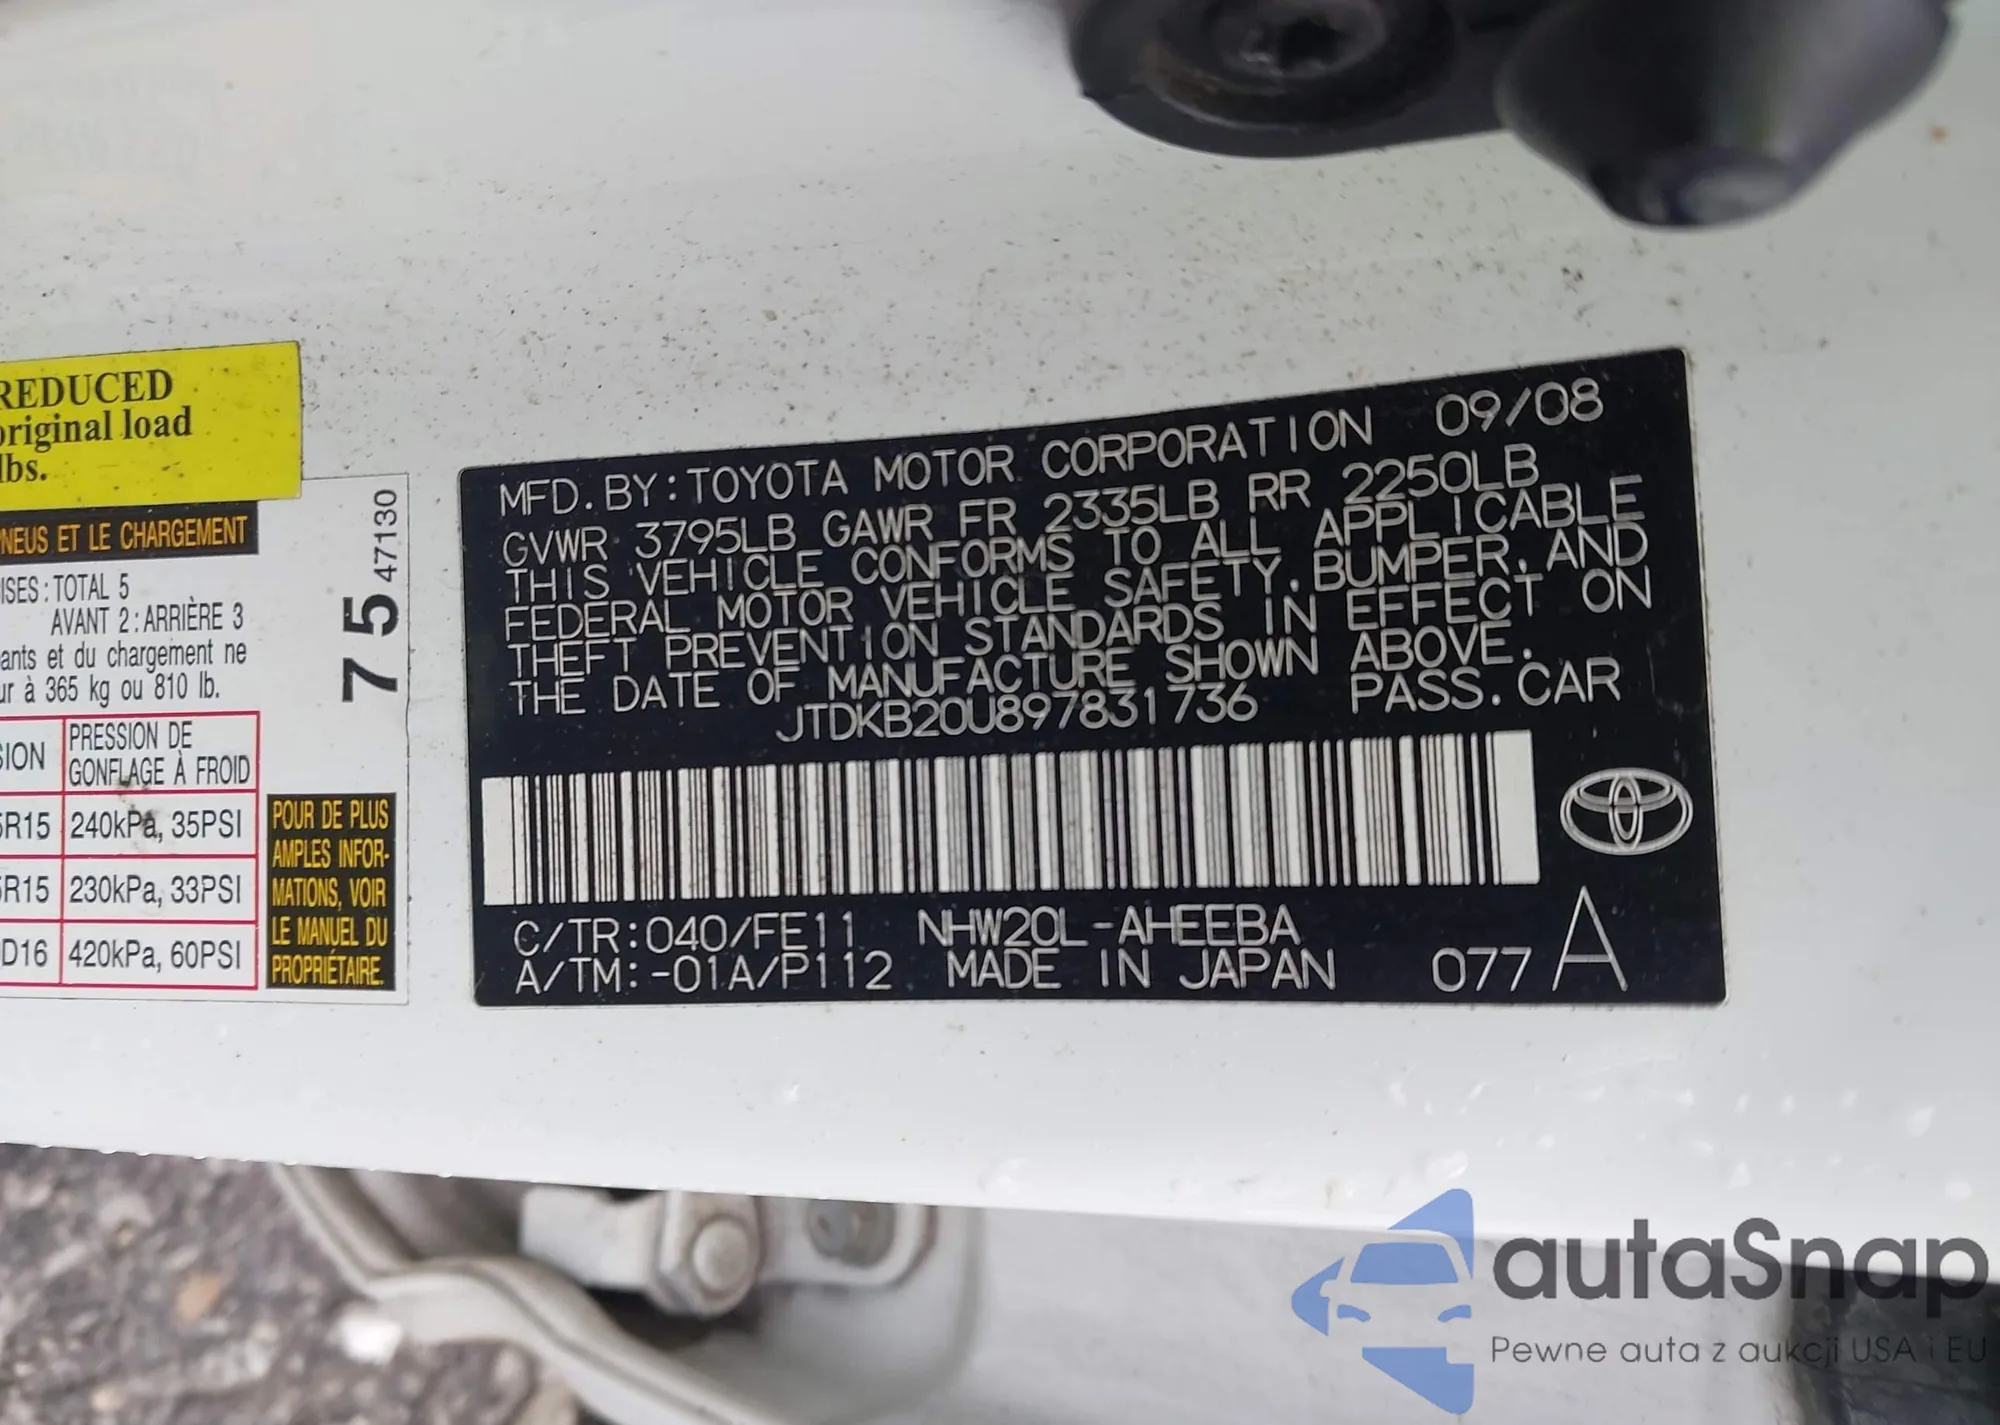 REDUCED
original load
lbs.
PNEUS ET LE CHARGEMENT
TOTAL 5
AVANT 2 : ARRIÈRE 3
et du chargement ne
à 365 kg ou 810 lb.
PRESSION DE
GONFLAGE À FROID
R15 240kPa, 35PSI
R15 230kPa, 33PSI
D16 420kPa, 60PSI
75 47130
POUR DE PLUS
AMPLES INFOR-
MATIONS, VOIR
LE MANUEL DU
PROPRIÉTAIRE.
MFD. BY: TOYOTA MOTOR CORPORATION 09/08
GVWR 3795LB GAWR FR 2335LB RR 2250LB
THIS VEHICLE CONFORMS TO ALL APPLICABLE
FEDERAL MOTOR VEHICLE SAFETY, BUMPER, AND
THEFT PREVENTION STANDARDS IN EFFECT ON
THE DATE OF MANUFACTURE SHOWN ABOVE.
JTDKB20U897831736 PASS. CAR
C/TR: 040/FE11 NHW20L-AHEEBA
A/TM: -01A/P112 MADE IN JAPAN 077 A
autaSnap
Pewne auta z aukcji USA i EU